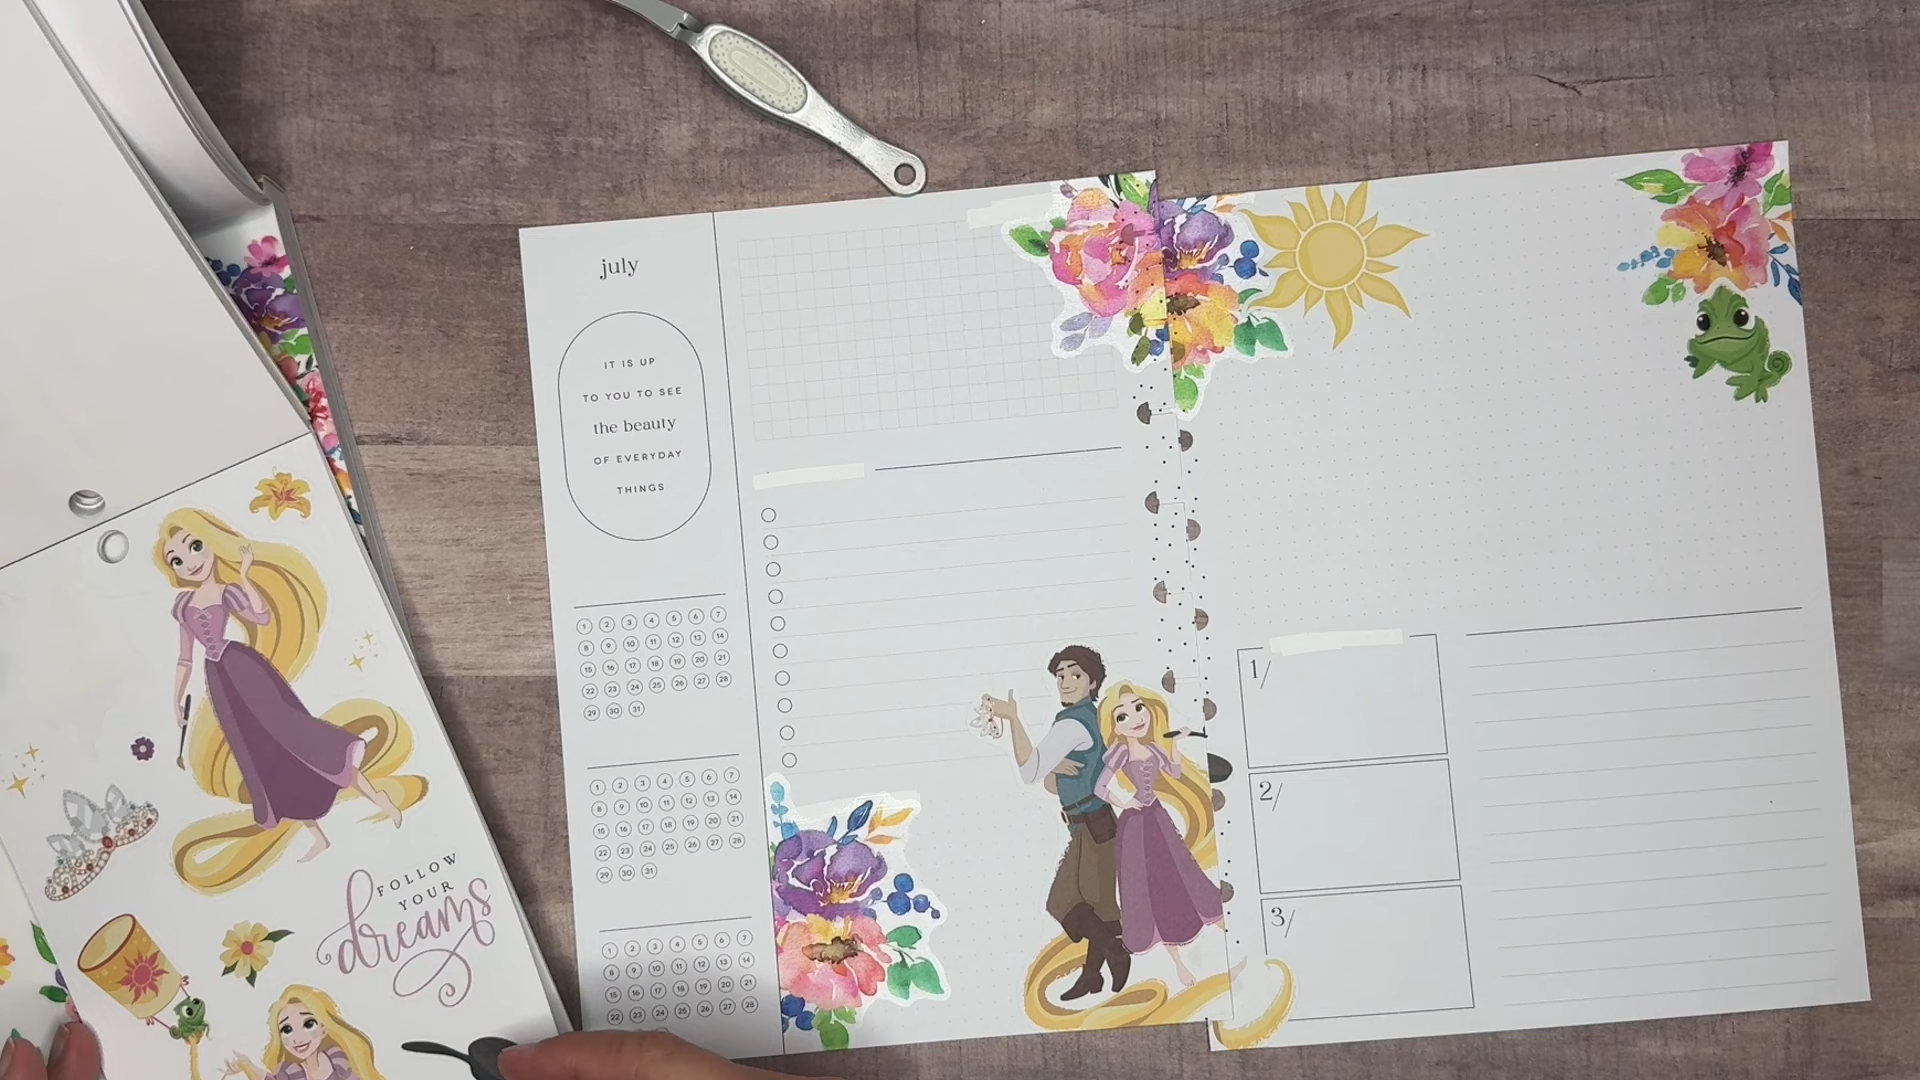 july
IT IS UP
TO YOU TO SEE
the beauty
OF EVERYDAY
THINGS
1 2 3 4 5 6 7
8 9 10 11 12 13 14
15 16 17 18 19 20 21
22 23 24 25 26 27 28
29 30 31
1 2 3 4 5 6 7
8 9 10 11 12 13 14
15 16 17 18 19 20 21
22 23 24 25 26 27 28
29 30 31
1 2 3 4 5 6 7
8 9 10 11 12 13 14
15 16 17 18 19 20 21
22 23 24 25 26 27 28
1/
2/
3/
FOLLOW
YOUR
dreams